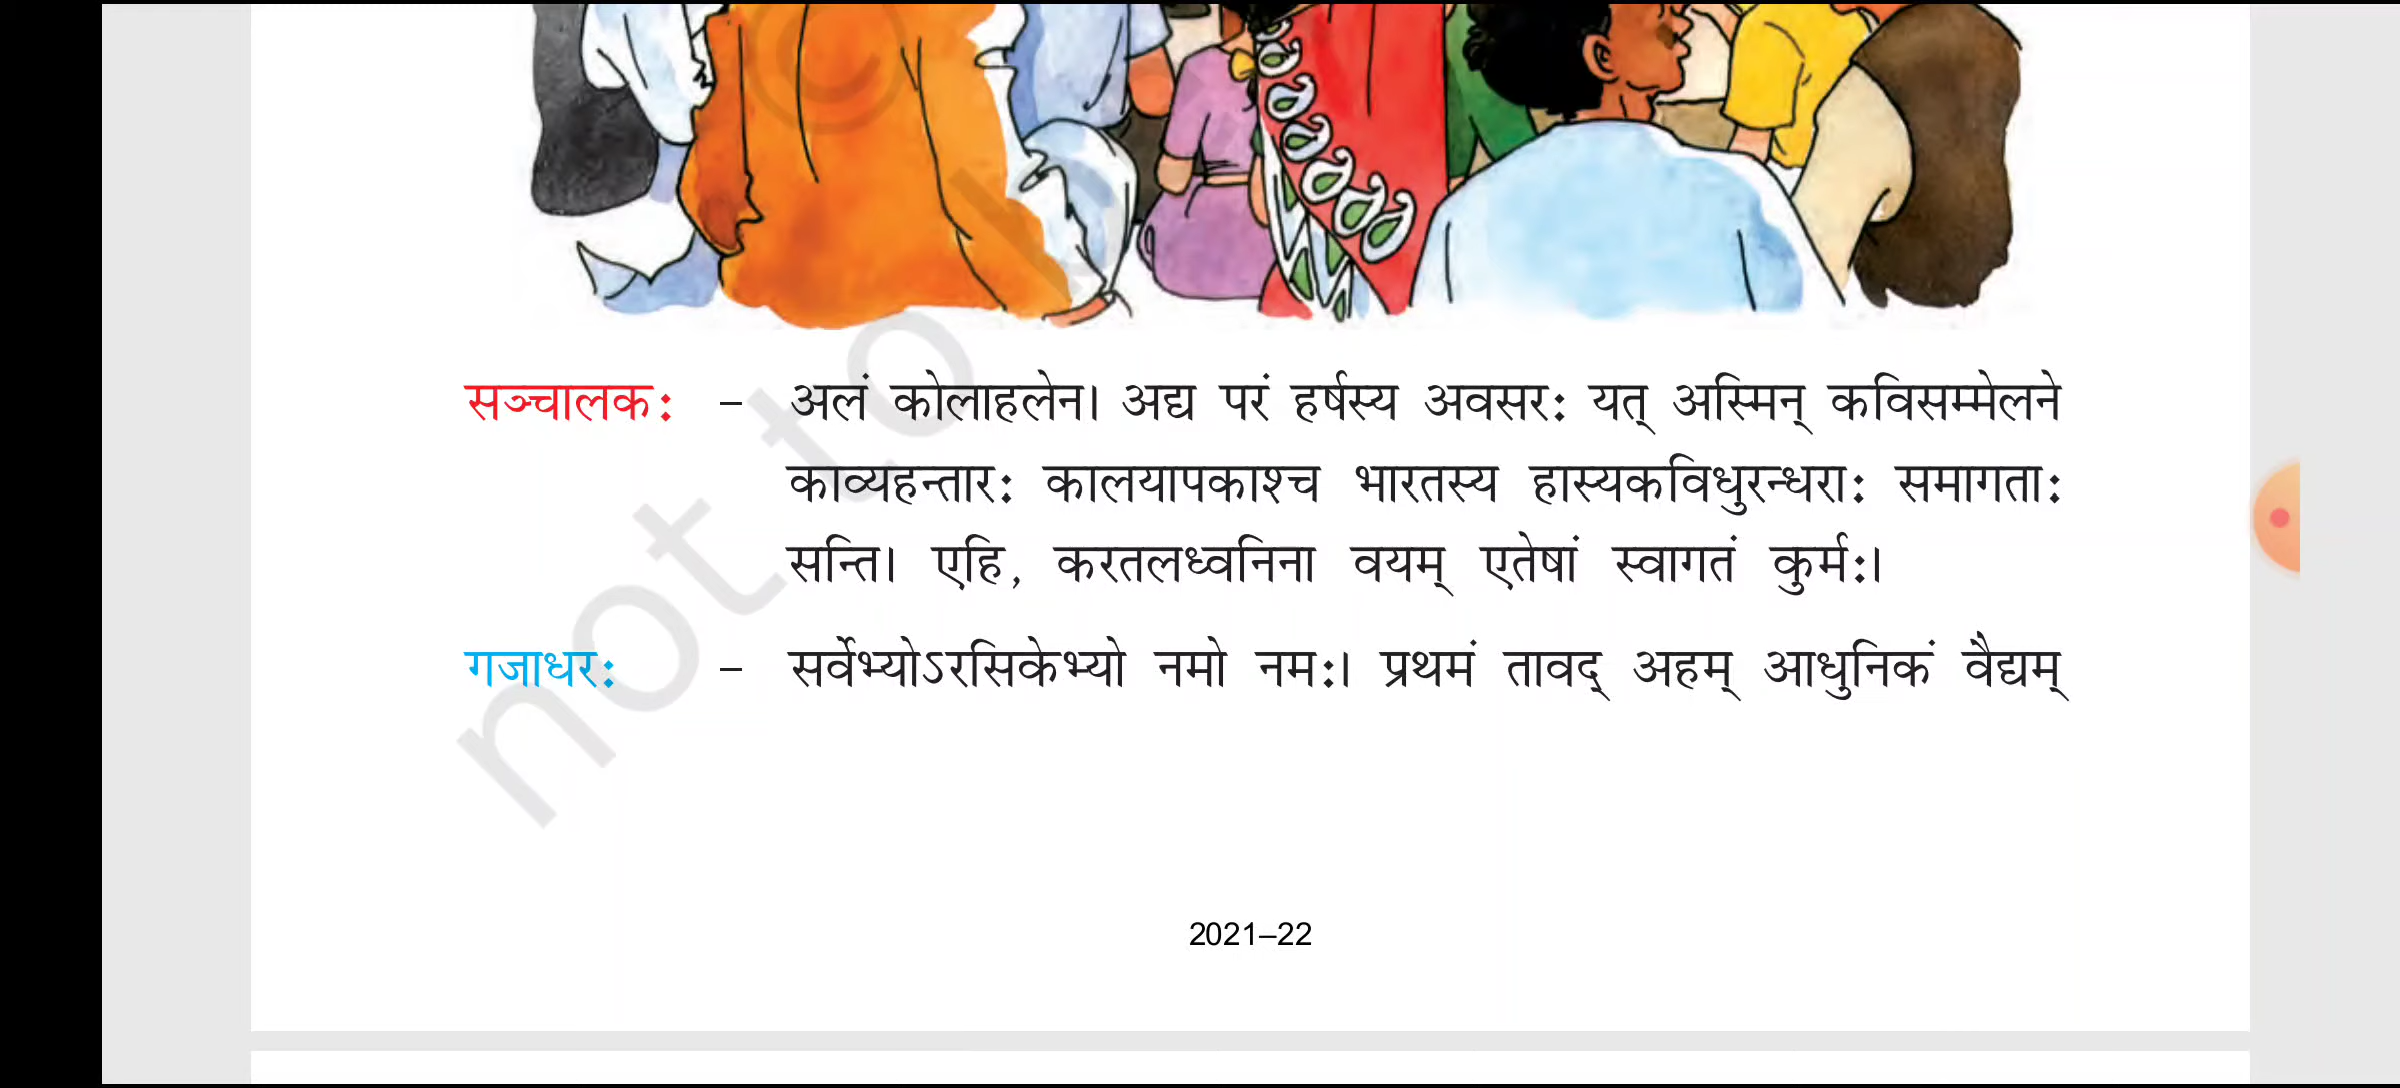 सञ्चालकः – अलं कोलाहलेन। अद्य परं हर्षस्य अवसरः यत् अस्मिन् कविसम्मेलने
काव्यहन्तारः कालयापकाश्च भारतस्य हास्यकविधुरन्धराः समागताः
सन्ति। एहि, करतलध्वनिना वयम् एतेषां स्वागतं कुर्मः।
गजाधरः – सर्वेभ्योऽरसिकेभ्यो नमो नमः। प्रथमं तावद् अहम् आधुनिकं वैद्यम्
not to
2021–22